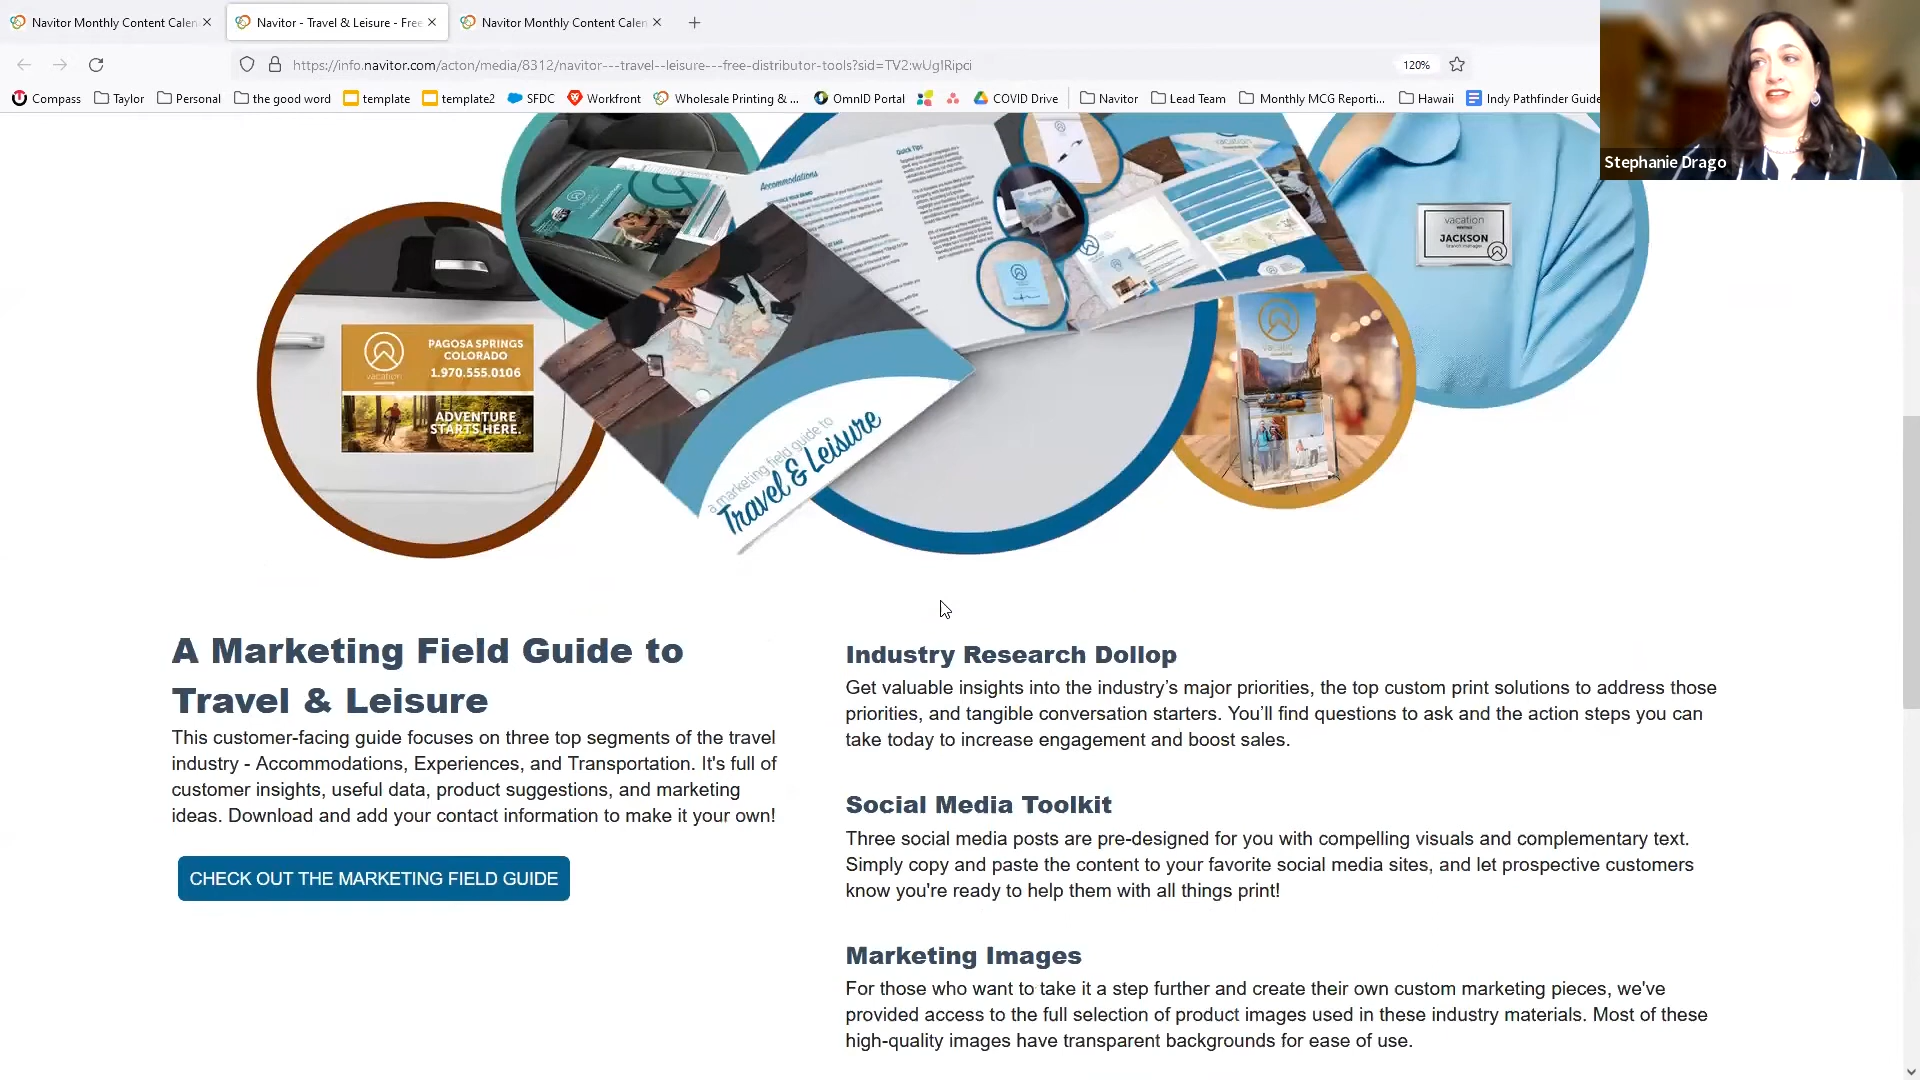 Navitor Monthly Content Calen
Navitor - Travel & Leisure - Free
Navitor Monthly Content Calen
https://info.navitor.com/acton/media/8312/navitor---travel--leisure---free-distributor-tools?sid=TV2:wUg1Ripci
120%
Compass
Taylor
Personal
the good word
template
template2
SFDC
Workfront
Wholesale Printing & ...
OmnID Portal
COVID Drive
Navitor
Lead Team
Monthly MCG Reporti...
Hawaii
Indy Pathfinder Guide
Stephanie Drago
Accommodations
Quick Tips
vacation
JACKSON
branch manager
PAGOSA SPRINGS
COLORADO
1.970.555.0106
vacation
ADVENTURE
STARTS HERE.
vacation
a marketing field guide to
Travel & Leisure
A Marketing Field Guide to
Travel & Leisure
This customer-facing guide focuses on three top segments of the travel
industry - Accommodations, Experiences, and Transportation. It's full of
customer insights, useful data, product suggestions, and marketing
ideas. Download and add your contact information to make it your own!
CHECK OUT THE MARKETING FIELD GUIDE
Industry Research Dollop
Get valuable insights into the industry’s major priorities, the top custom print solutions to address those
priorities, and tangible conversation starters. You’ll find questions to ask and the action steps you can
take today to increase engagement and boost sales.
Social Media Toolkit
Three social media posts are pre-designed for you with compelling visuals and complementary text.
Simply copy and paste the content to your favorite social media sites, and let prospective customers
know you're ready to help them with all things print!
Marketing Images
For those who want to take it a step further and create their own custom marketing pieces, we've
provided access to the full selection of product images used in these industry materials. Most of these
high-quality images have transparent backgrounds for ease of use.